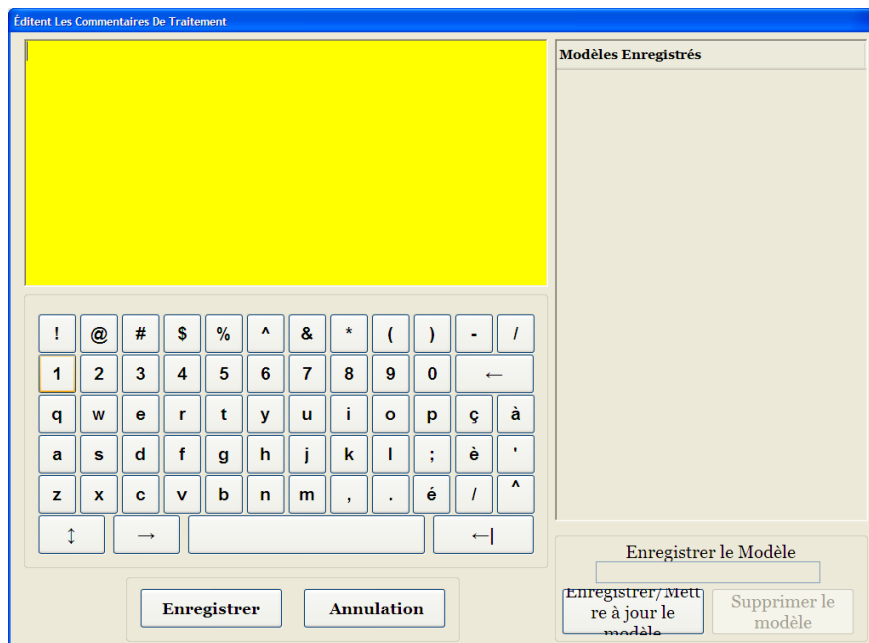 Éditent Les Commentaires De Traitement
Modèles Enregistrés
! @ # $ % ^ & * ( ) - /
1 2 3 4 5 6 7 8 9 0 ←
q w e r t y u i o p ç à
a s d f g h j k l ; è '
z x c v b n m , . é / ^
↕ → ←|
Enregistrer Annulation
Enregistrer le Modèle
Enregistrer/Mett
re à jour le
modèle
Supprimer le
modèle